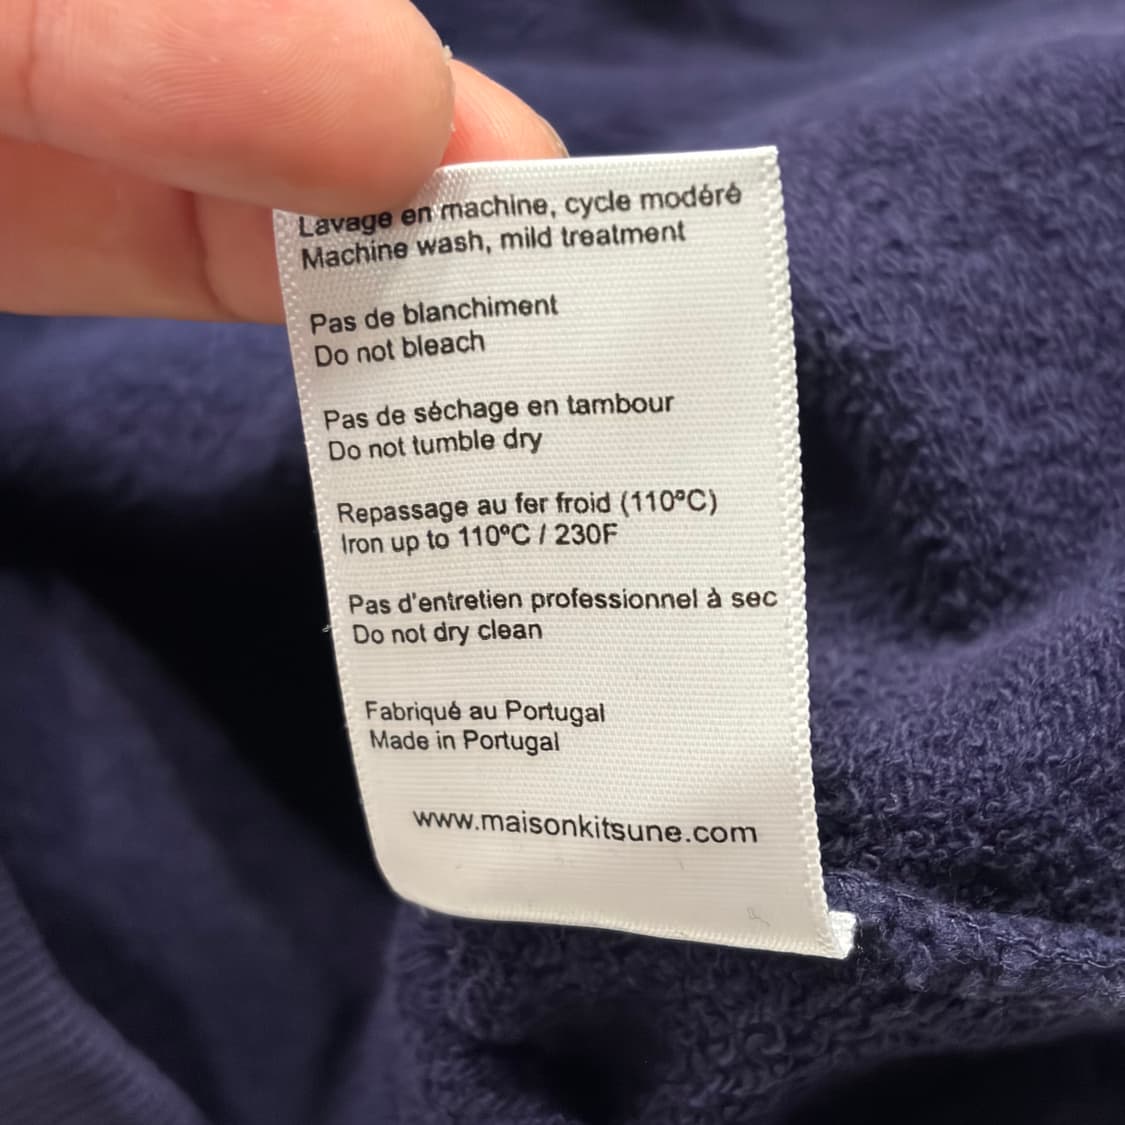 Lavage en machine, cycle modéré
Machine wash, mild treatment
Pas de blanchiment
Do not bleach
Pas de séchage en tambour
Do not tumble dry
Repassage au fer froid (110ºC)
Iron up to 110ºC / 230F
Pas d'entretien professionnel à sec
Do not dry clean
Fabriqué au Portugal
Made in Portugal
www.maisonkitsune.com